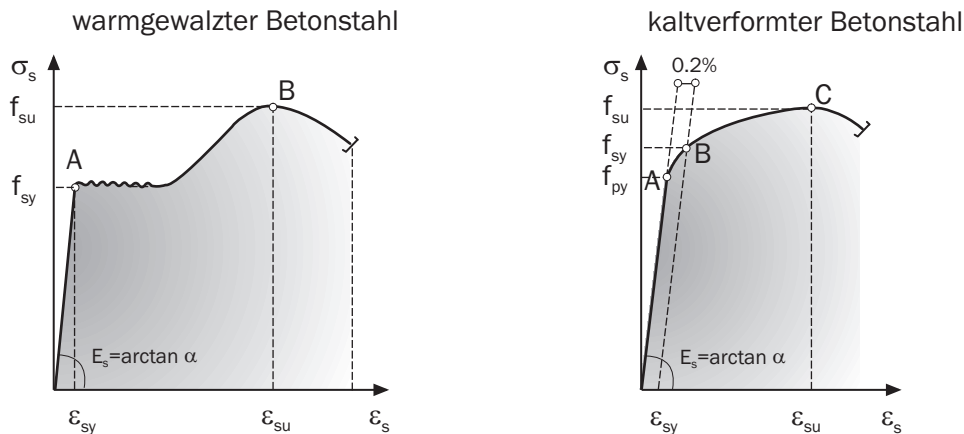 warmgewalzter Betonstahl
σs
fsu
B
A
fsy
Es=arctan α
εsy
εsu
εs
kaltverformter Betonstahl
σs
0.2%
fsu
C
fsy
B
A
fpy
Es=arctan α
εsy
εsu
εs